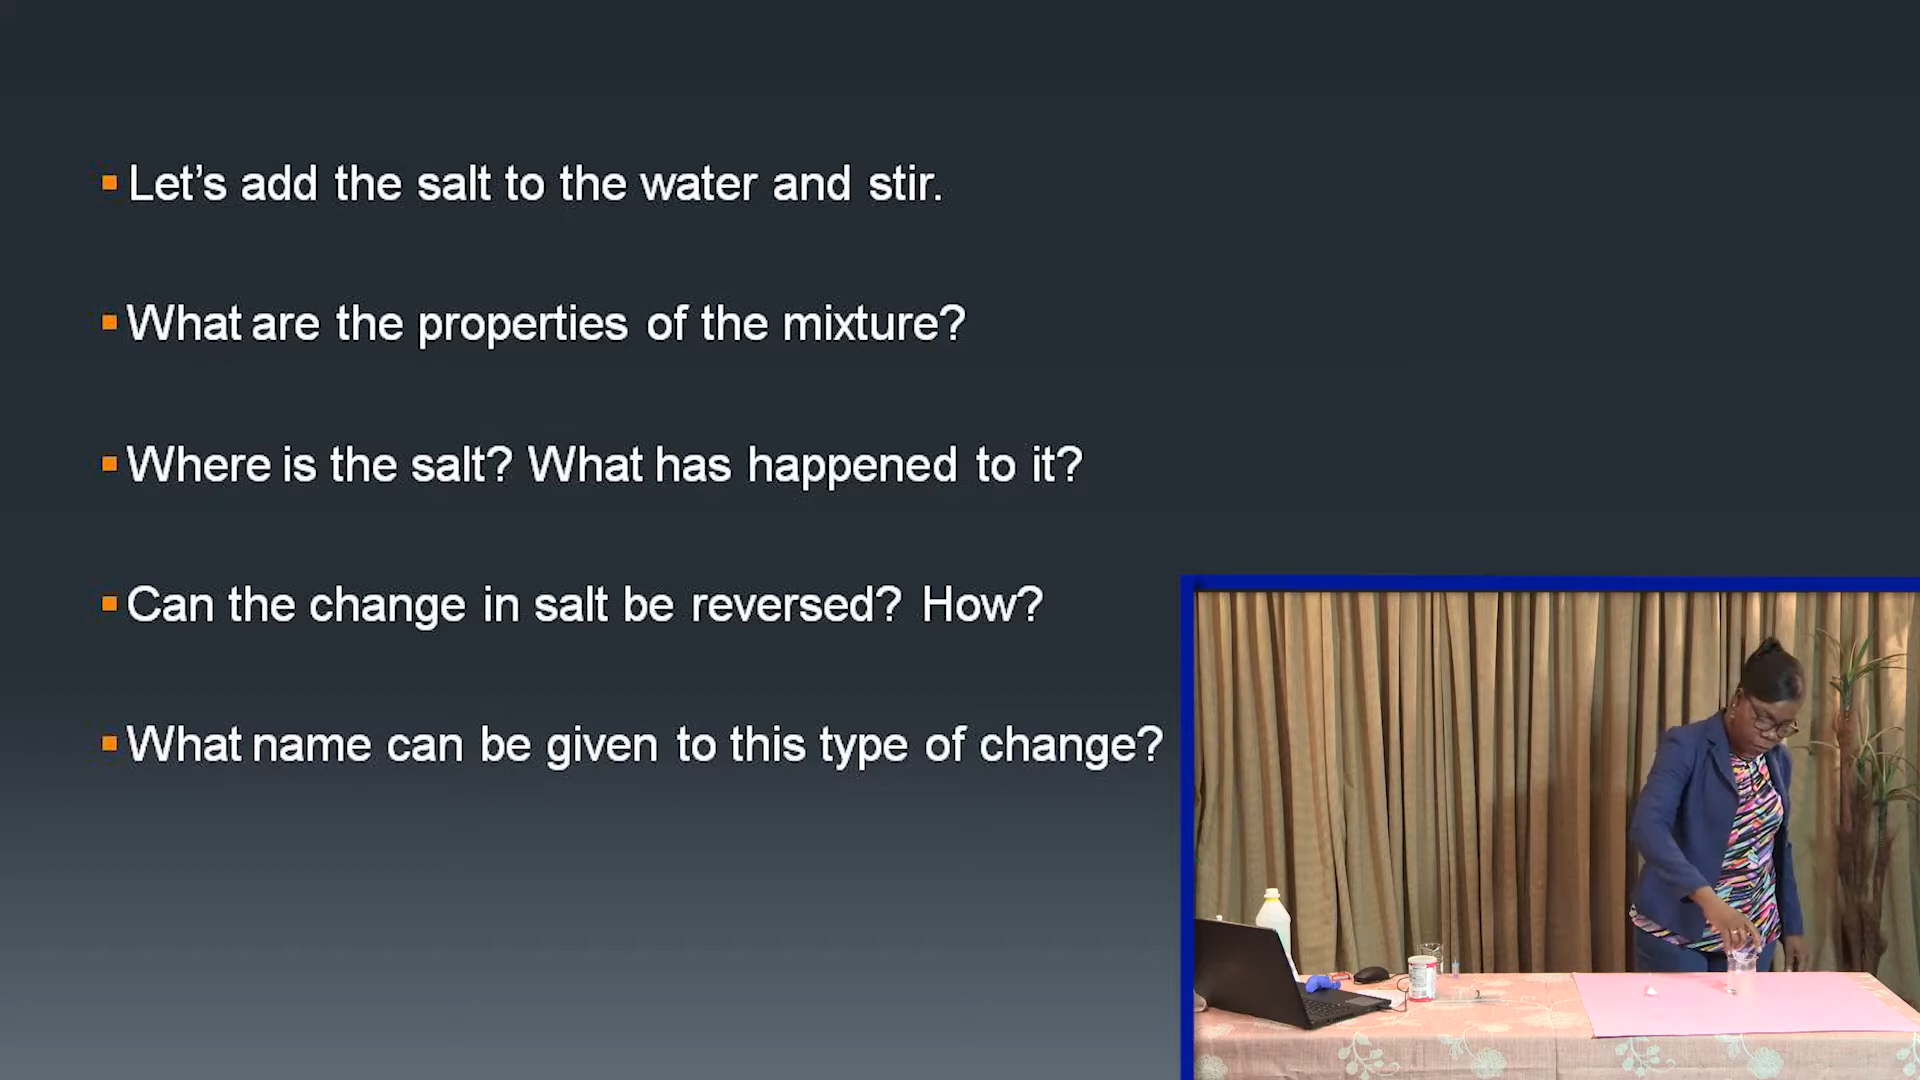 Let's add the salt to the water and stir.
What are the properties of the mixture?
Where is the salt? What has happened to it?
Can the change in salt be reversed? How?
What name can be given to this type of change?